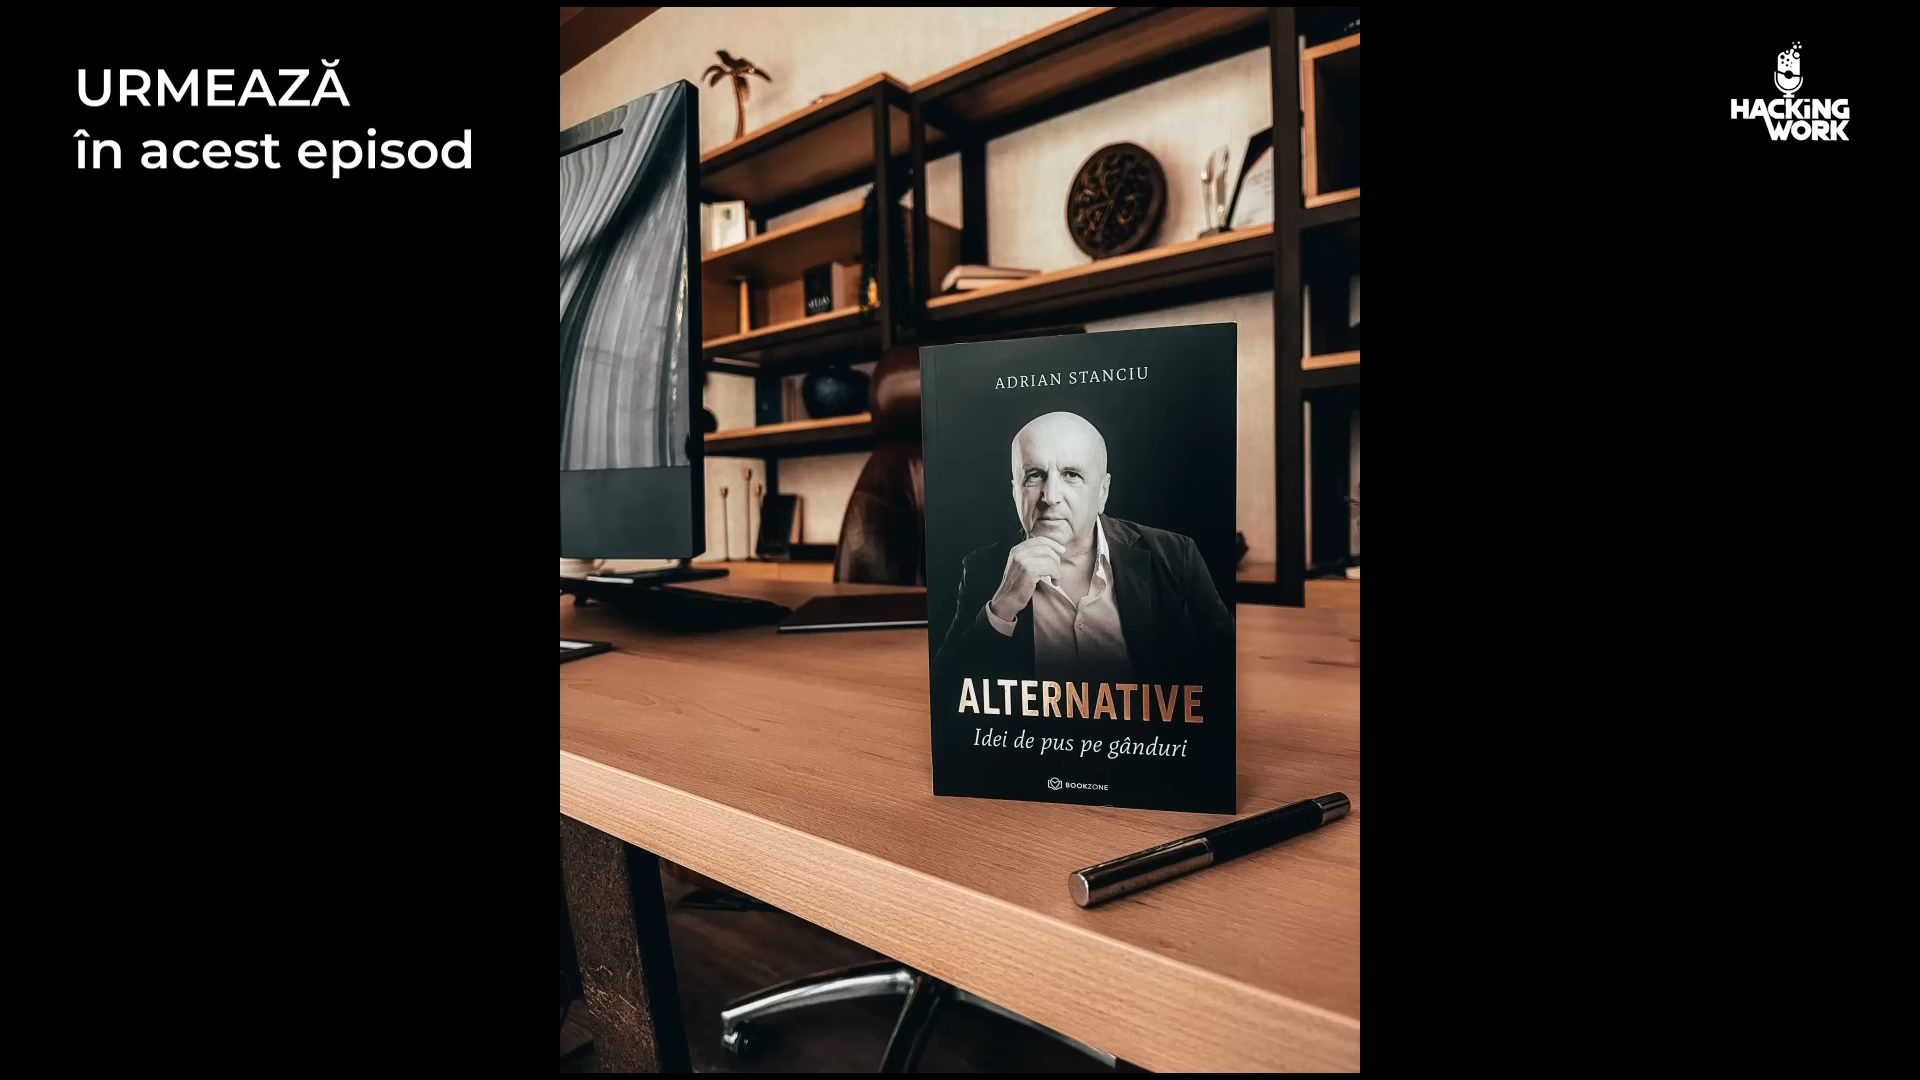 URMEAZĂ
în acest episod
HACKiNG
WORK
ADRIAN STANCIU
ALTERNATIVE
Idei de pus pe gânduri
BOOKZONE